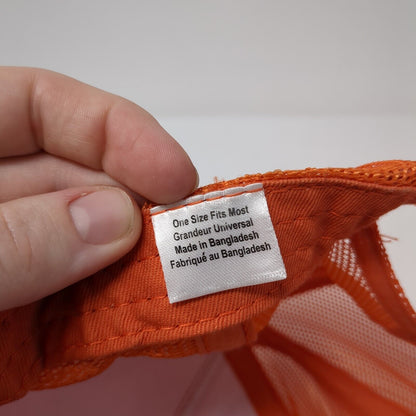 One Size Fits Most
Grandeur Universal
Made in Bangladesh
Fabriqué au Bangladesh